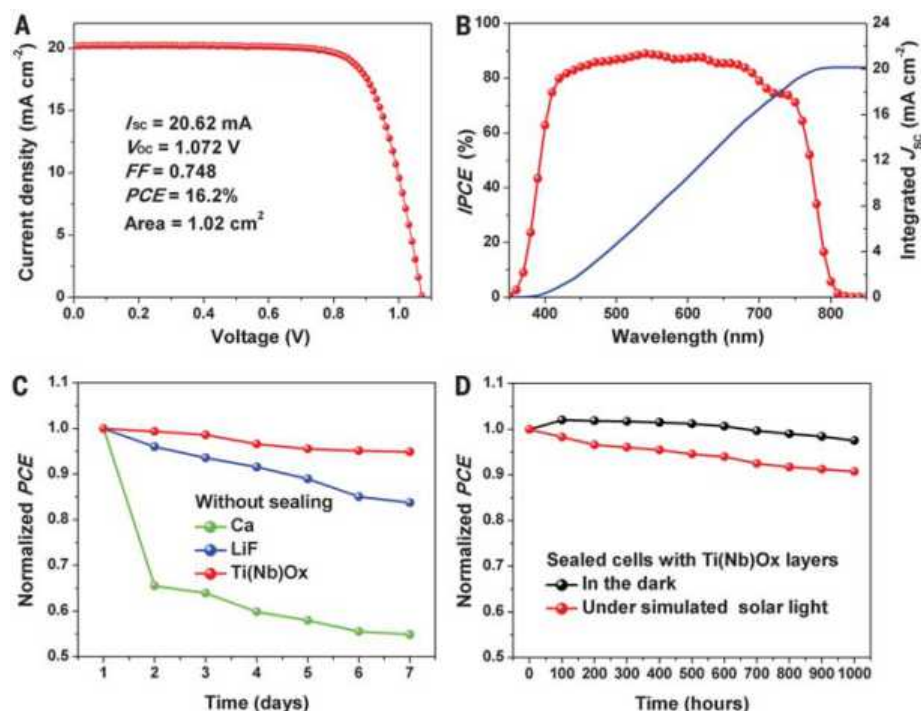 A
Current density (mA cm-2)
20
15
10
5
0
ISC = 20.62 mA
VOC = 1.072 V
FF = 0.748
PCE = 16.2%
Area = 1.02 cm2
0.0 0.2 0.4 0.6 0.8 1.0
Voltage (V)
B
IPCE (%)
100
80
60
40
20
0
400 500 600 700 800
Wavelength (nm)
24
20
16
12
8
4
0
Integrated JSC (mA cm-2)
C
Normalized PCE
1.1
1.0
0.9
0.8
0.7
0.6
0.5
Without sealing
Ca
LiF
Ti(Nb)Ox
1 2 3 4 5 6 7
Time (days)
D
Normalized PCE
1.1
1.0
0.9
0.8
0.7
0.6
0.5
Sealed cells with Ti(Nb)Ox layers
In the dark
Under simulated solar light
0 100 200 300 400 500 600 700 800 900 1000
Time (hours)